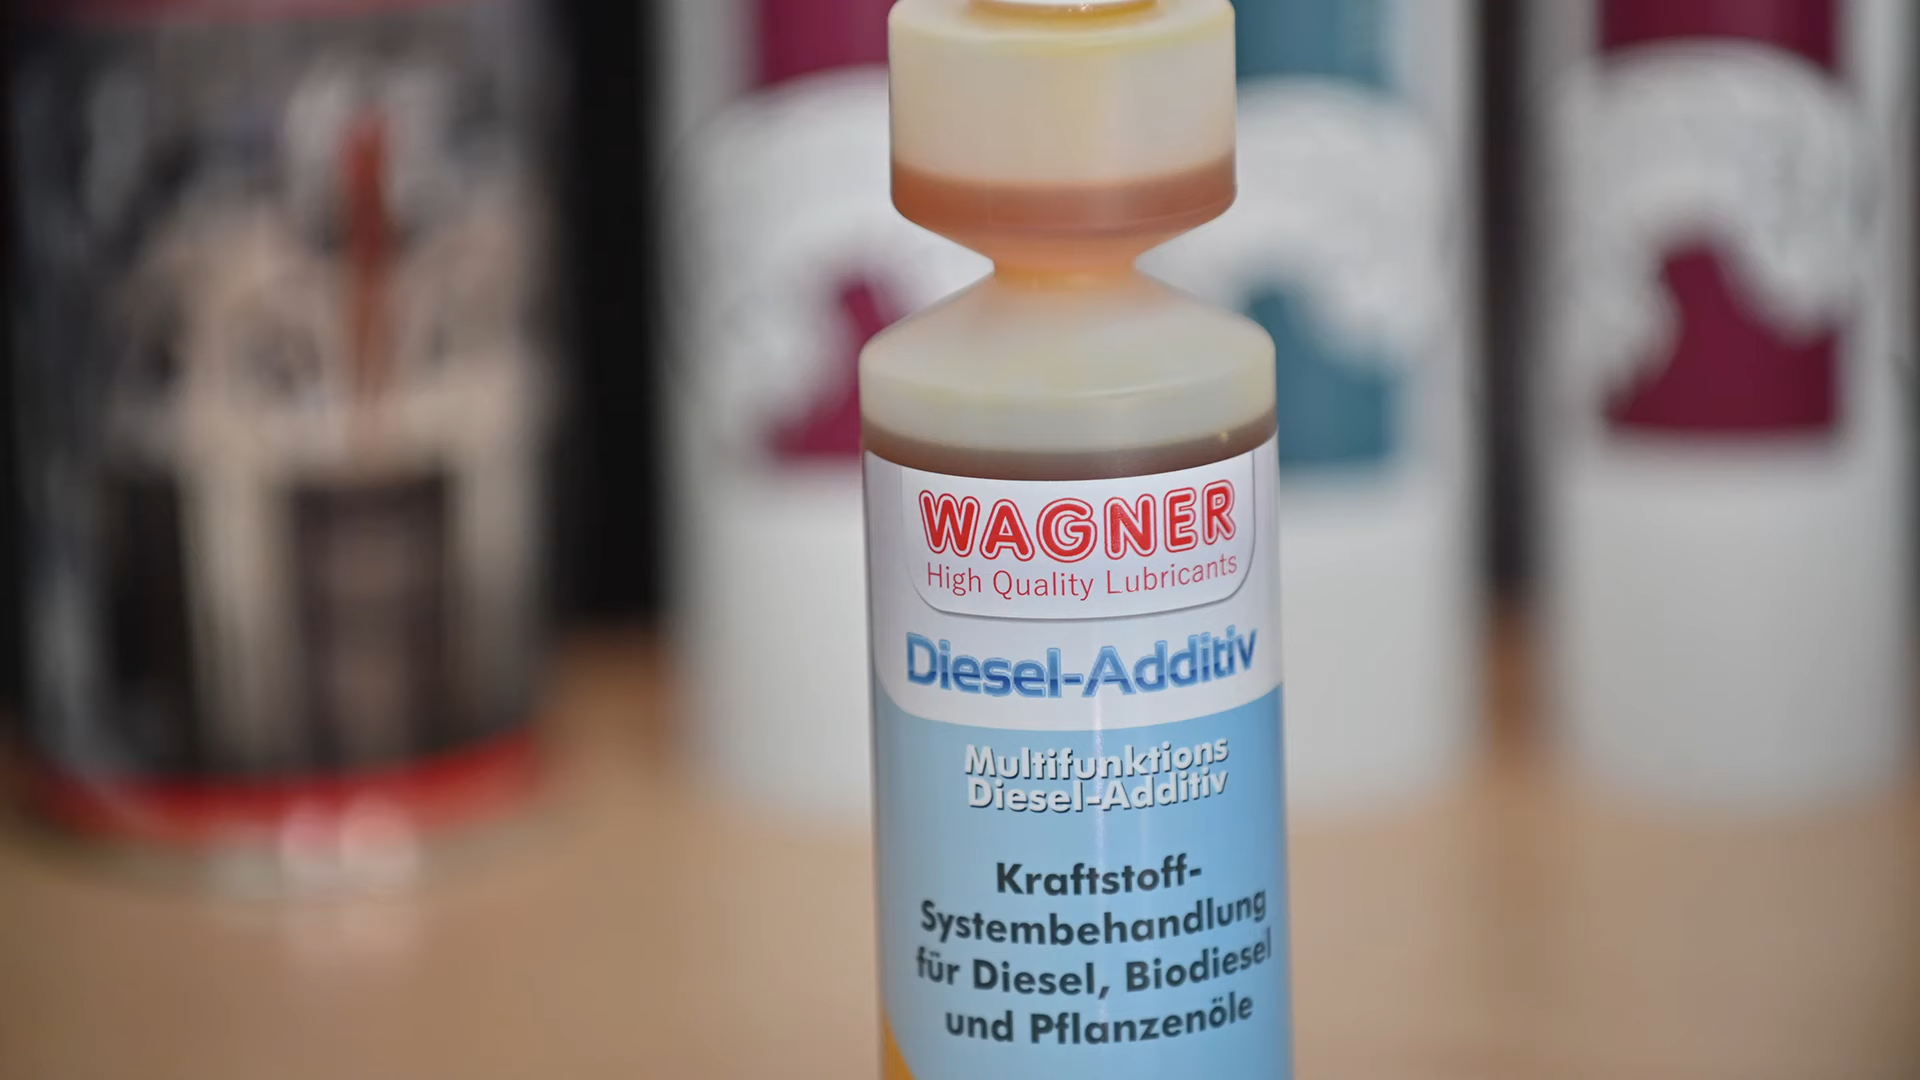 WAGNER
High Quality Lubricants
Diesel-Additiv
Multifunktions
Diesel-Additiv
Kraftstoff-
Systembehandlung
für Diesel, Biodiesel
und Pflanzenöle